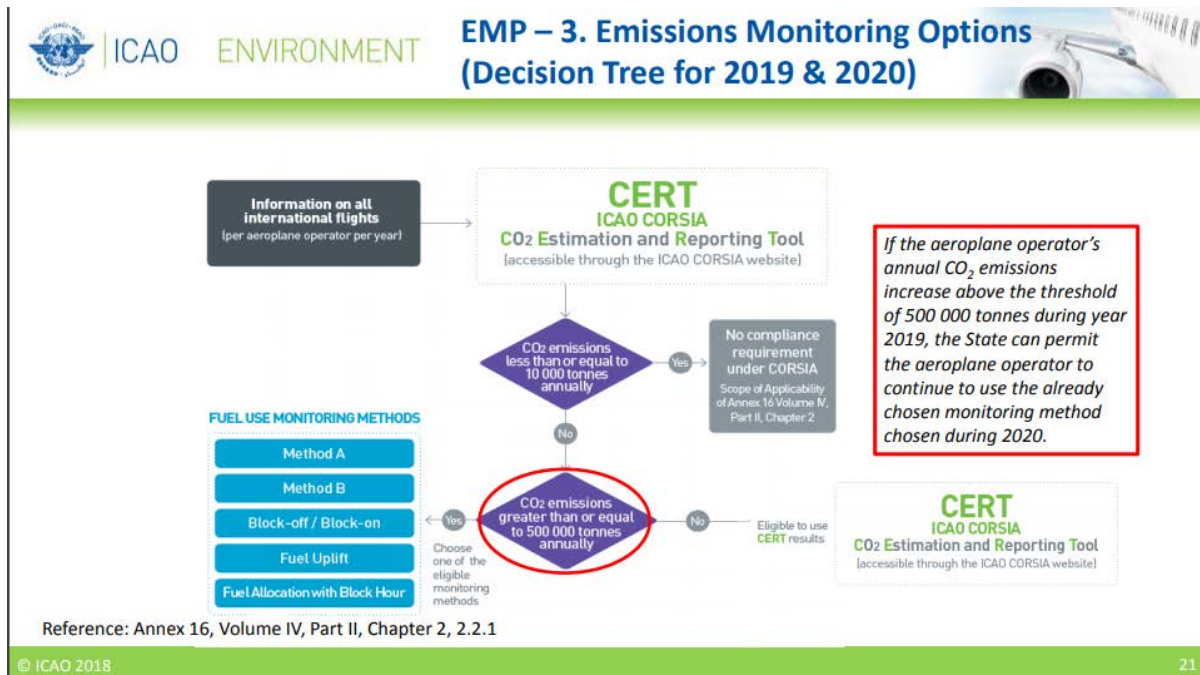 ICAO
ENVIRONMENT
EMP – 3. Emissions Monitoring Options
(Decision Tree for 2019 & 2020)
Information on all
international flights
(per aeroplane operator per year)
CERT
ICAO CORSIA
CO2 Estimation and Reporting Tool
(accessible through the ICAO CORSIA website)
If the aeroplane operator's
annual CO2 emissions
increase above the threshold
of 500 000 tonnes during year
2019, the State can permit
the aeroplane operator to
continue to use the already
chosen monitoring method
chosen during 2020.
CO2 emissions
less than or equal to
10 000 tonnes
annually
Yes
No compliance
requirement
under CORSIA
Scope of Applicability
of Annex 16 Volume IV,
Part II, Chapter 2
No
FUEL USE MONITORING METHODS
Method A
Method B
Block-off / Block-on
Fuel Uplift
Fuel Allocation with Block Hour
Yes
Choose
one of the
eligible
monitoring
methods
CO2 emissions
greater than or equal
to 500 000 tonnes
annually
No
Eligible to use
CERT results
CERT
ICAO CORSIA
CO2 Estimation and Reporting Tool
(accessible through the ICAO CORSIA website)
Reference: Annex 16, Volume IV, Part II, Chapter 2, 2.2.1
© ICAO 2018
21